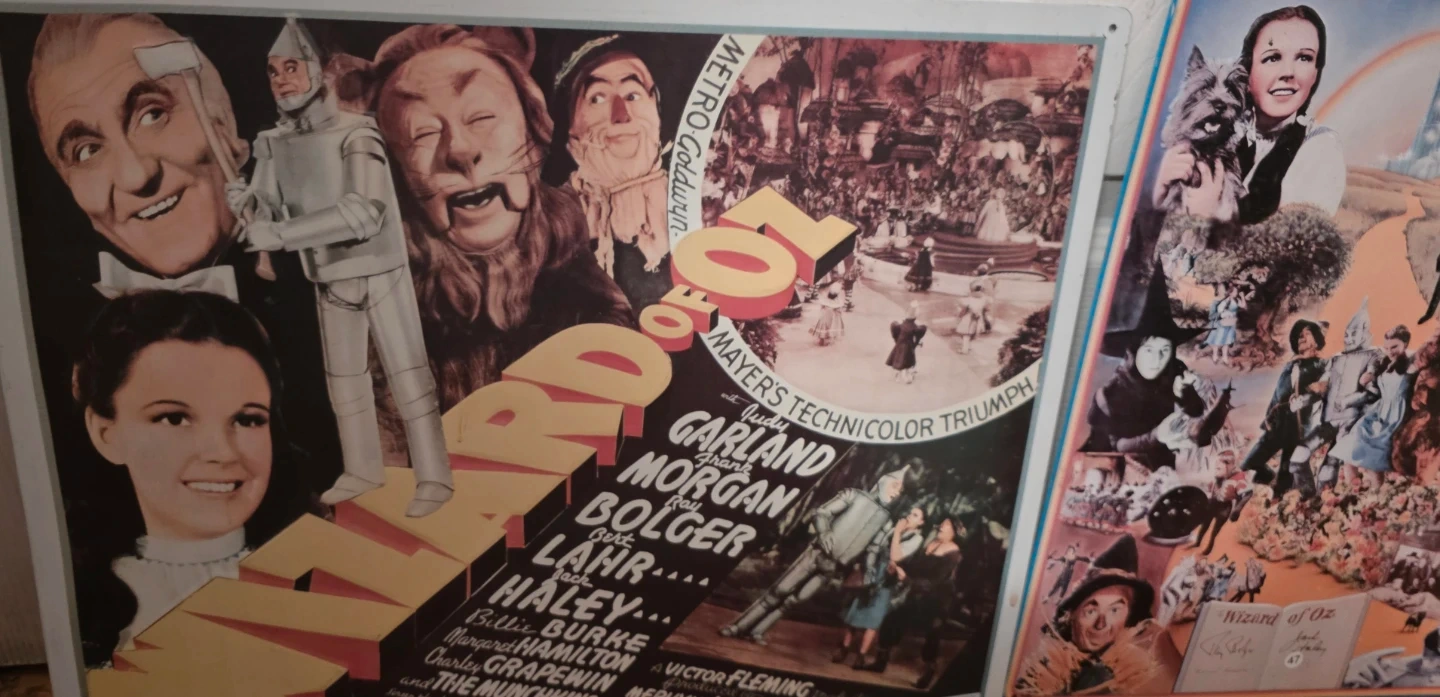 WIZARD OF OZ
METRO-Goldwyn-
MAYER'S TECHNICOLOR TRIUMPH
with Judy
GARLAND
Frank
MORGAN
Ray
BOLGER
Bert
LAHR....
Jack
HALEY...
Billie BURKE
Margaret HAMILTON
Charley GRAPEWIN
and THE MUNCHKINS
A VICTOR FLEMING
Wizard of Oz
47